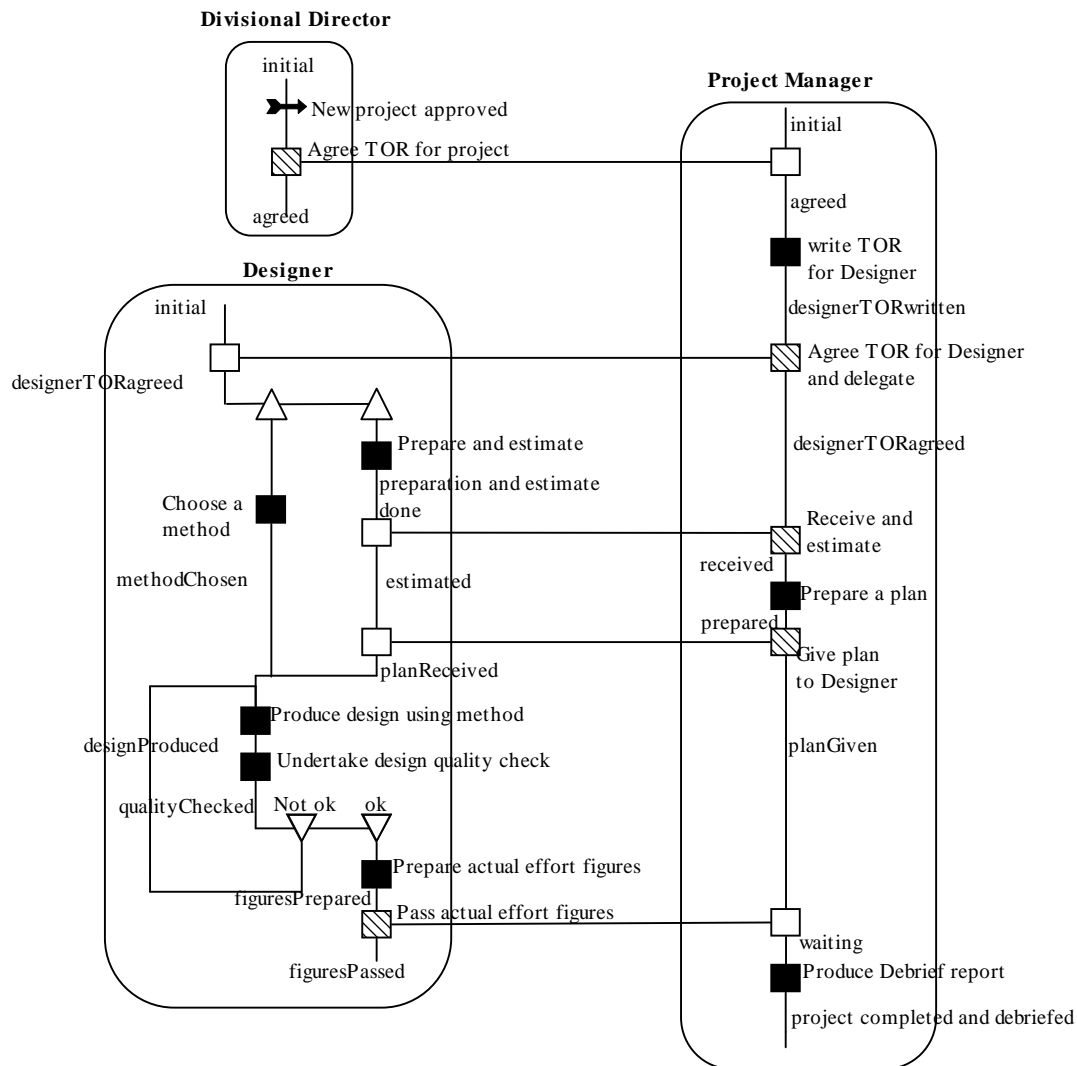 Divisional Director
initial
New project approved
Agree TOR for project
agreed
Project Manager
initial
agreed
write TOR
for Designer
designerTORwritten
Agree TOR for Designer
and delegate
designerTORagreed
Receive and
estimate
received
Prepare a plan
prepared
Give plan
to Designer
planGiven
waiting
Produce Debrief report
project completed and debriefed
Designer
initial
designerTORagreed
Prepare and estimate
preparation and estimate
done
Choose a
method
methodChosen
estimated
planReceived
Produce design using method
designProduced
Undertake design quality check
qualityChecked
Not ok
ok
Prepare actual effort figures
figuresPrepared
Pass actual effort figures
figuresPassed